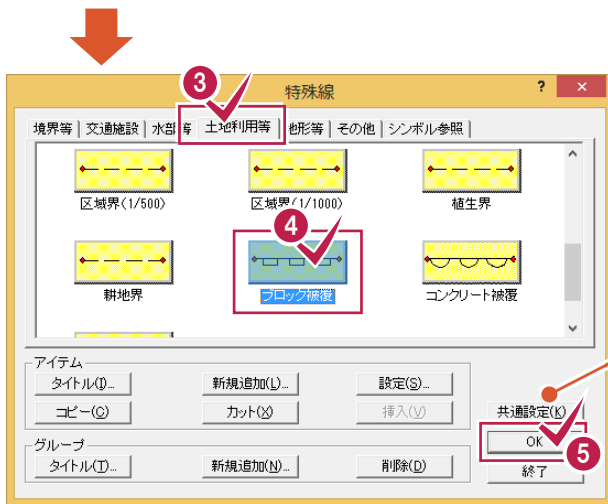 3
特殊線
? ×
境界等 交通施設 水部等 土地利用等 地形等 その他 シンボル参照
区域界(1/500) 区域界(1/1000) 植生界
4
耕地界 ブロック被覆 コンクリート被覆
アイテム
タイトル(I)... 新規追加(L)... 設定(S)...
コピー(C) カット(X) 挿入(V) 共通設定(K)
グループ
OK 5
タイトル(T)... 新規追加(N)... 削除(D) 終了